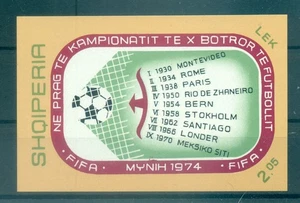 SHQIPERIA
NE PRAG TE KAMPIONATIT TE X BOTROR TE FUTBOLLIT
LEK
2.05
I 1930 MONTEVIDEO
II 1934 ROME
III 1938 PARIS
IV 1950 RIO DE ZHANEIRO
V 1954 BERN
VI 1958 STOKHOLM
VII 1962 SANTIAGO
VIII 1966 LONDER
IX 1970 MEKSIKO SITI
FIFA MYNIH 1974 FIFA